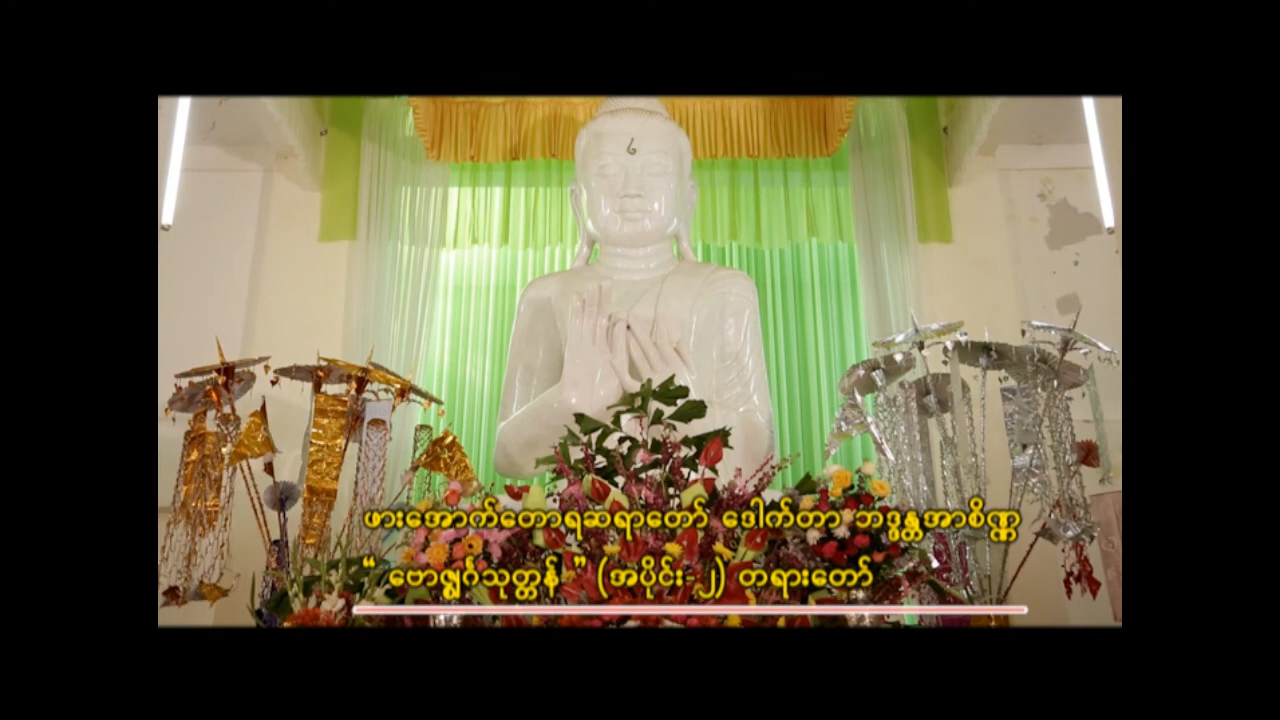 ဖားအောက်တောရဆရာတော် ဒေါက်တာ ဘဒ္ဒန္တအာစိဏ္ဏ
“ ဗောဇ္ဈင်္ဂသုတ္တန် ” (အပိုင်း-၂) တရားတော်